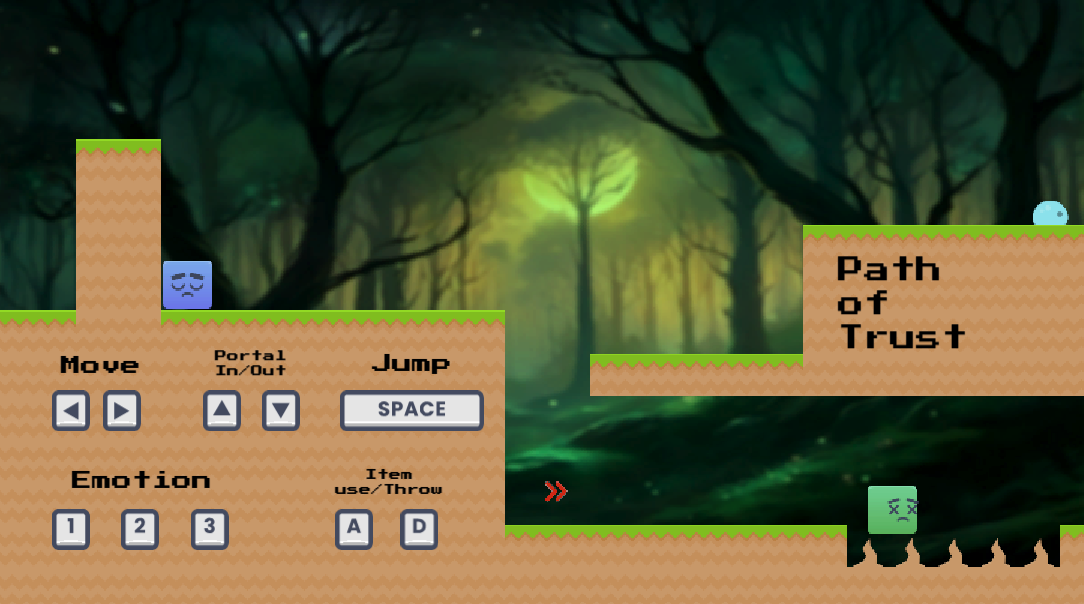 Path
of
Trust
Move
Portal
In/Out
Jump
SPACE
Emotion
Item
use/Throw
1 2 3
A D